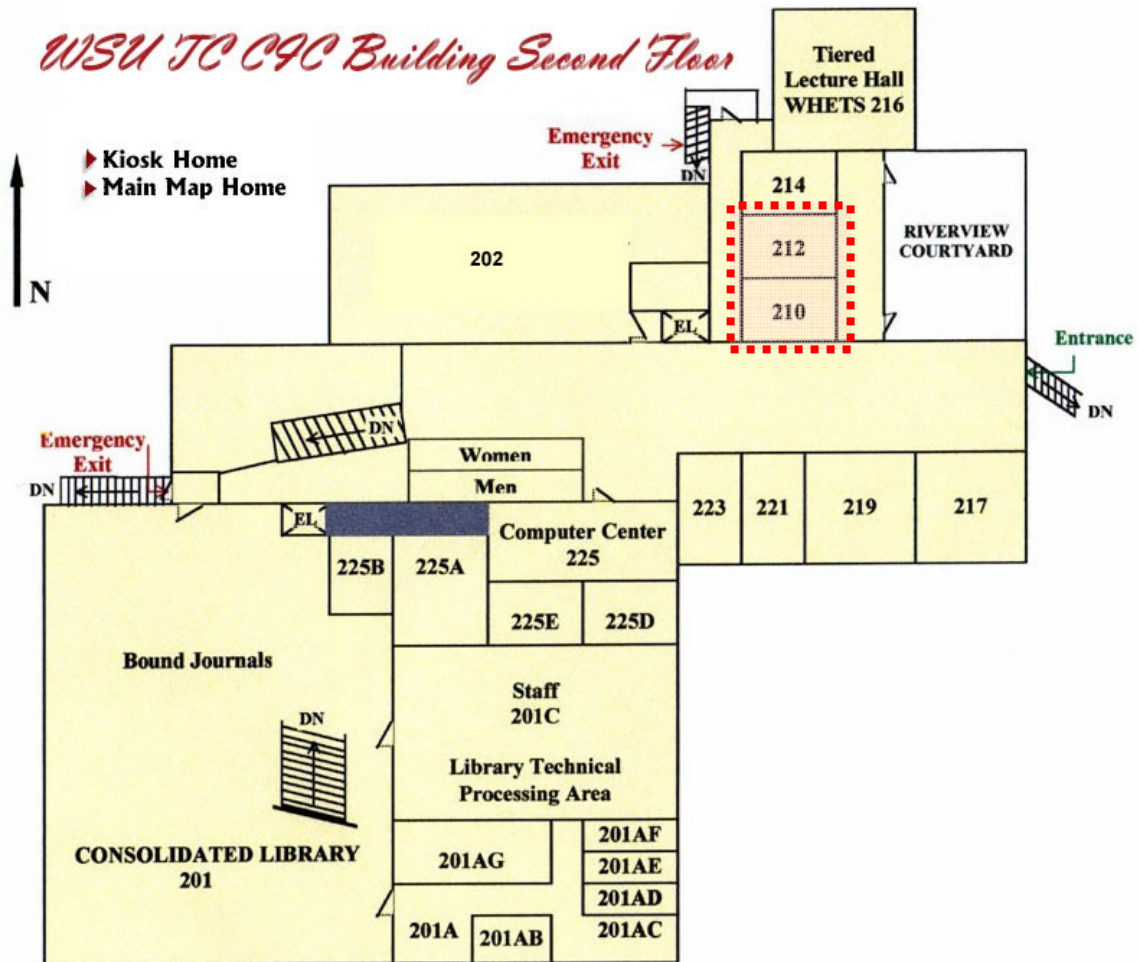 WSU TC CIC Building Second Floor
Kiosk Home
Main Map Home
N
Tiered
Lecture Hall
WHETS 216
Emergency
Exit
DN
214
212
210
202
EL
RIVERVIEW
COURTYARD
Entrance
DN
Emergency
Exit
DN
DN
Women
Men
EL
223
221
219
217
Computer Center
225
225B
225A
225E
225D
Bound Journals
DN
Staff
201C
Library Technical
Processing Area
CONSOLIDATED LIBRARY
201
201AG
201AF
201AE
201AD
201AC
201A
201AB